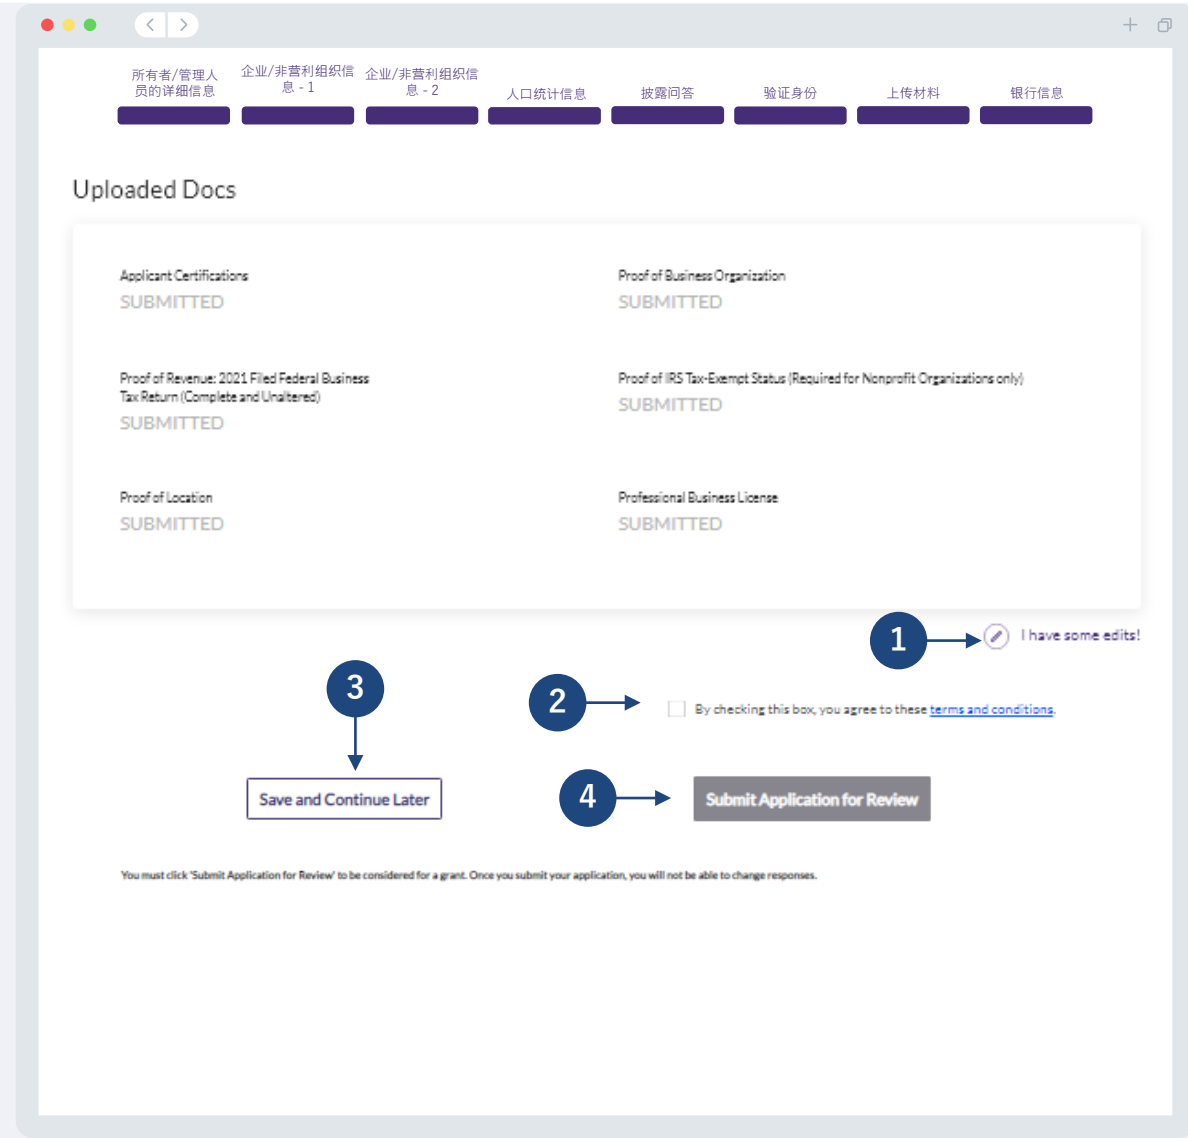 所有者/管理人
员的详细信息
企业/非营利组织信
息 - 1
企业/非营利组织信
息 - 2
人口统计信息
披露问答
验证身份
上传材料
银行信息
Uploaded Docs
Applicant Certifications
SUBMITTED
Proof of Business Organization
SUBMITTED
Proof of Revenue: 2021 Filed Federal Business
Tax Return (Complete and Unaltered)
SUBMITTED
Proof of IRS Tax-Exempt Status (Required for Nonprofit Organizations only)
SUBMITTED
Proof of Location
SUBMITTED
Professional Business License
SUBMITTED
1
I have some edits!
3
2
By checking this box, you agree to these terms and conditions.
Save and Continue Later
4
Submit Application for Review
You must click 'Submit Application for Review' to be considered for a grant. Once you submit your application, you will not be able to change responses.